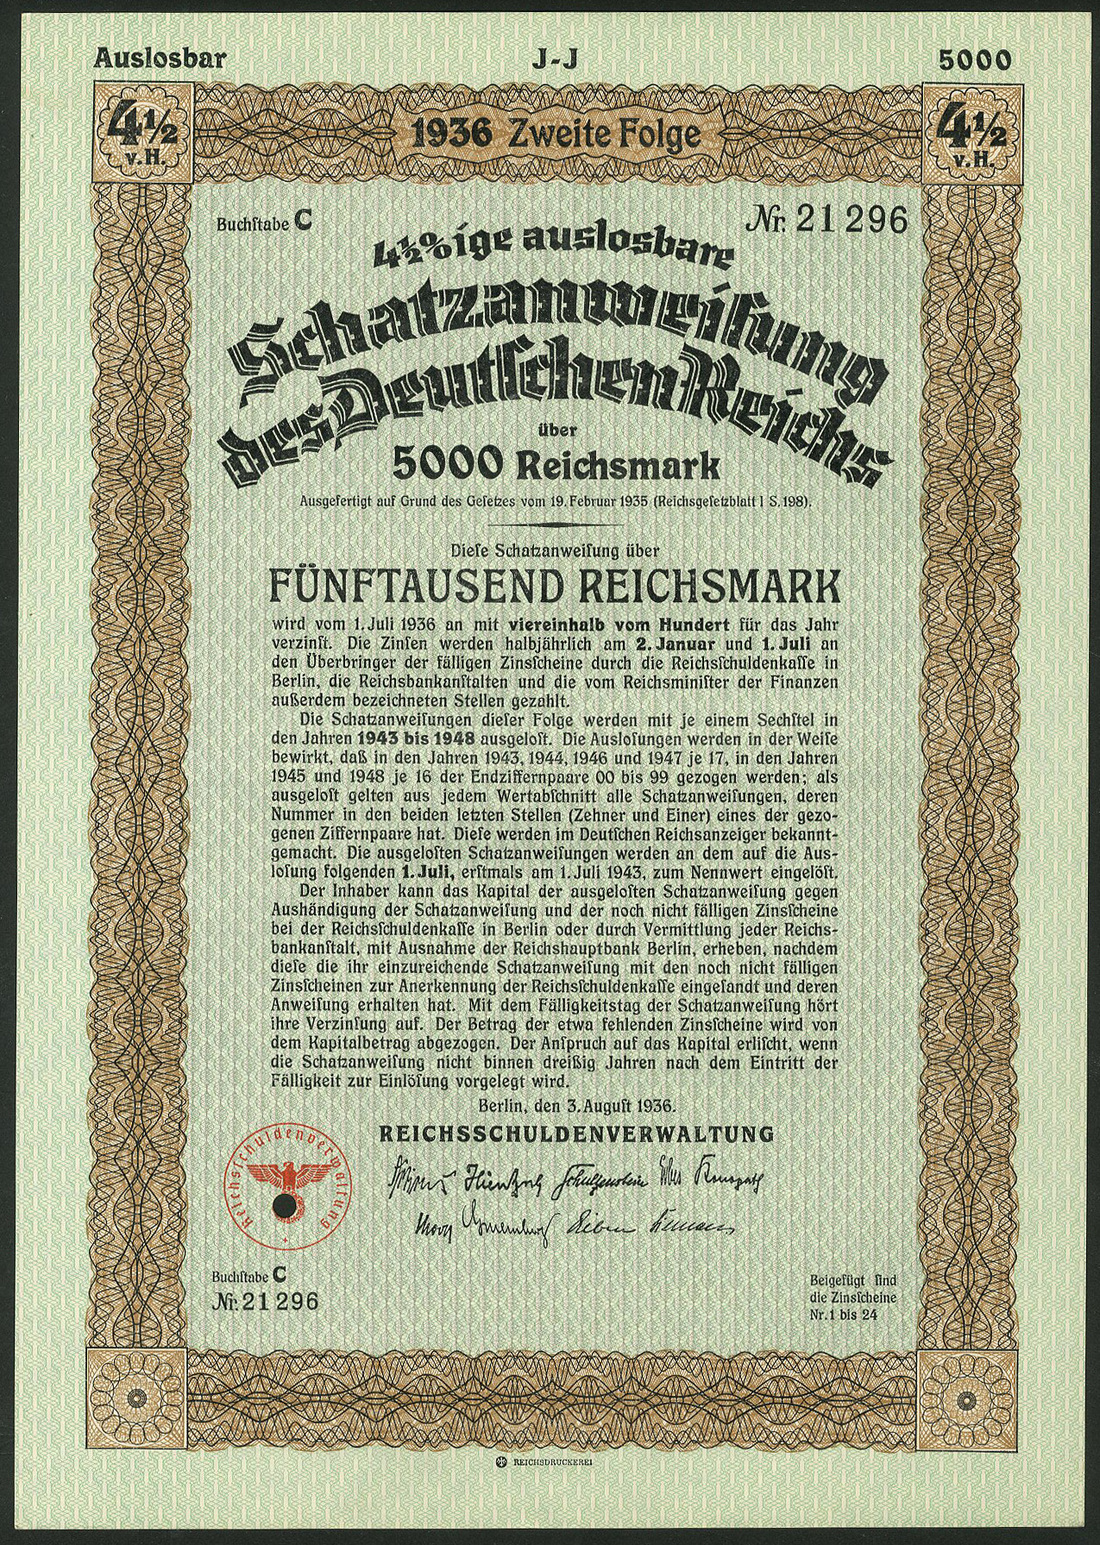 Auslosbar J-J 5000
4½ v.H. 1936 Zweite Folge 4½ v.H.
Buchſtabe C Nr. 21 296
4½%ige auslosbare
Schatzanweiſung
des Deutſchen Reichs
über
5000 Reichsmark
Ausgefertigt auf Grund des Geſetzes vom 19. Februar 1935 (Reichsgeſetzblatt I S. 198).
Dieſe Schatzanweiſung über
FÜNFTAUSEND REICHSMARK
wird vom 1. Juli 1936 an mit viereinhalb vom Hundert für das Jahr
verzinſt. Die Zinſen werden halbjährlich am 2. Januar und 1. Juli an
den Überbringer der fälligen Zinsſcheine durch die Reichsſchuldenkaſſe in
Berlin, die Reichsbankanſtalten und die vom Reichsminiſter der Finanzen
außerdem bezeichneten Stellen gezahlt.
Die Schatzanweiſungen dieſer Folge werden mit je einem Sechſtel in
den Jahren 1943 bis 1948 ausgeloſt. Die Ausloſungen werden in der Weiſe
bewirkt, daß in den Jahren 1943, 1944, 1946 und 1947 je 17, in den Jahren
1945 und 1948 je 16 der Endziffernpaare 00 bis 99 gezogen werden; als
ausgeloſt gelten aus jedem Wertabſchnitt alle Schatzanweiſungen, deren
Nummer in den beiden letzten Stellen (Zehner und Einer) eines der gezo-
genen Ziffernpaare hat. Dieſe werden im Deutſchen Reichsanzeiger bekannt-
gemacht. Die ausgeloſten Schatzanweiſungen werden an dem auf die Aus-
loſung folgenden 1. Juli, erſtmals am 1. Juli 1943, zum Nennwert eingelöſt.
Der Inhaber kann das Kapital der ausgeloſten Schatzanweiſung gegen
Aushändigung der Schatzanweiſung und der noch nicht fälligen Zinsſcheine
bei der Reichsſchuldenkaſſe in Berlin oder durch Vermittlung jeder Reichs-
bankanſtalt, mit Ausnahme der Reichshauptbank Berlin, erheben, nachdem
dieſe die ihr einzureichende Schatzanweiſung mit den noch nicht fälligen
Zinsſcheinen zur Anerkennung der Reichsſchuldenkaſſe eingeſandt und deren
Anweiſung erhalten hat. Mit dem Fälligkeitstag der Schatzanweiſung hört
ihre Verzinſung auf. Der Betrag der etwa fehlenden Zinsſcheine wird von
dem Kapitalbetrag abgezogen. Der Anſpruch auf das Kapital erliſcht, wenn
die Schatzanweiſung nicht binnen dreißig Jahren nach dem Eintritt der
Fälligkeit zur Einlöſung vorgelegt wird.
Berlin, den 3. Auguſt 1936.
REICHSSCHULDENVERWALTUNG
Reichsschuldenverwaltung
Buchſtabe C
Nr. 21 296
Beigefügt ſind
die Zinsſcheine
Nr. 1 bis 24
REICHSDRUCKEREI